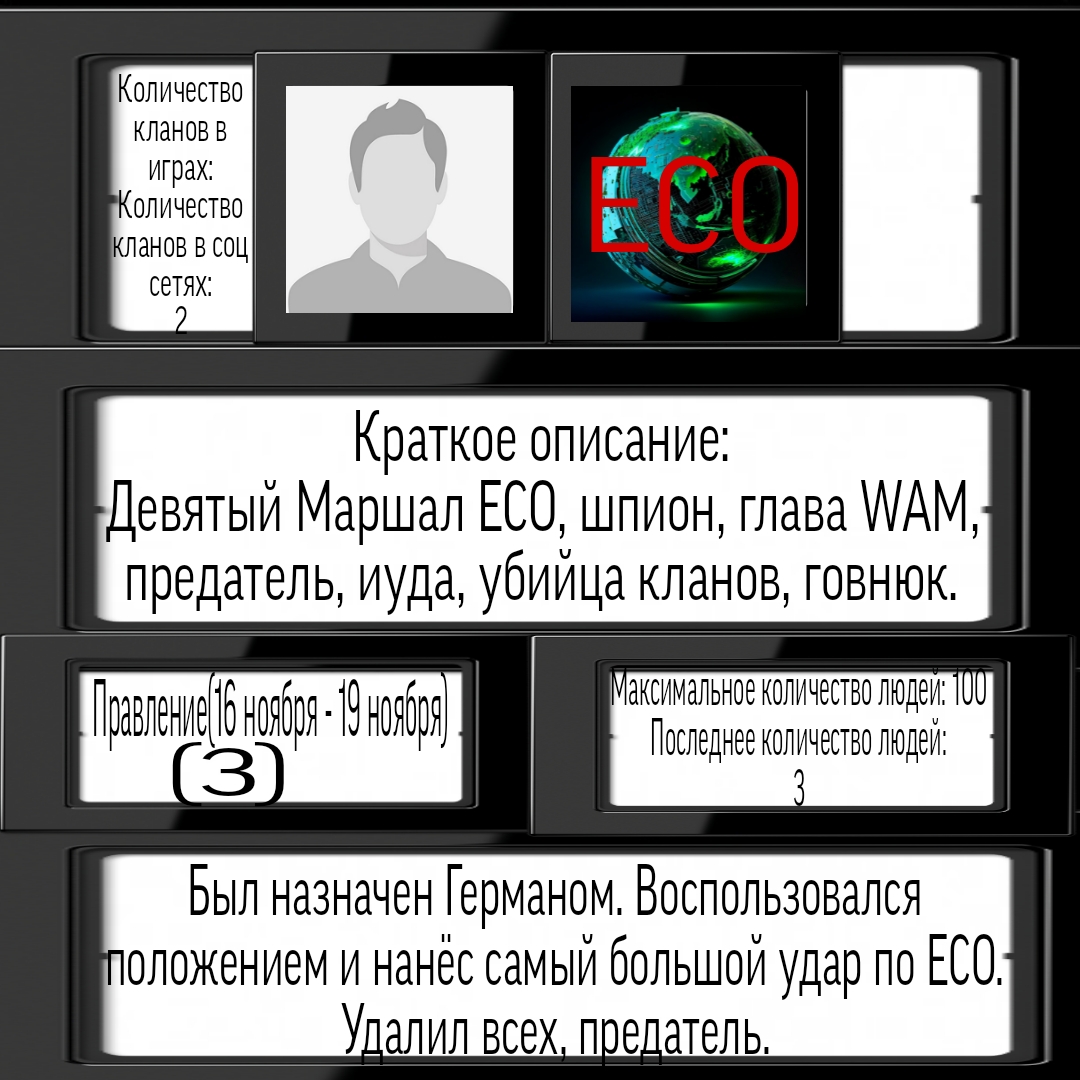 Количество
кланов в
играх:
Количество
кланов в соц
сетях:
2
ECO
Краткое описание:
Девятый Маршал ECO, шпион, глава WAM,
предатель, иуда, убийца кланов, говнюк.
Правление(16 ноября - 19 ноября)
(3)
Максимальное количество людей: 100
Последнее количество людей:
3
Был назначен Германом. Воспользовался
положением и нанёс самый большой удар по ECO.
Удалил всех, предатель.